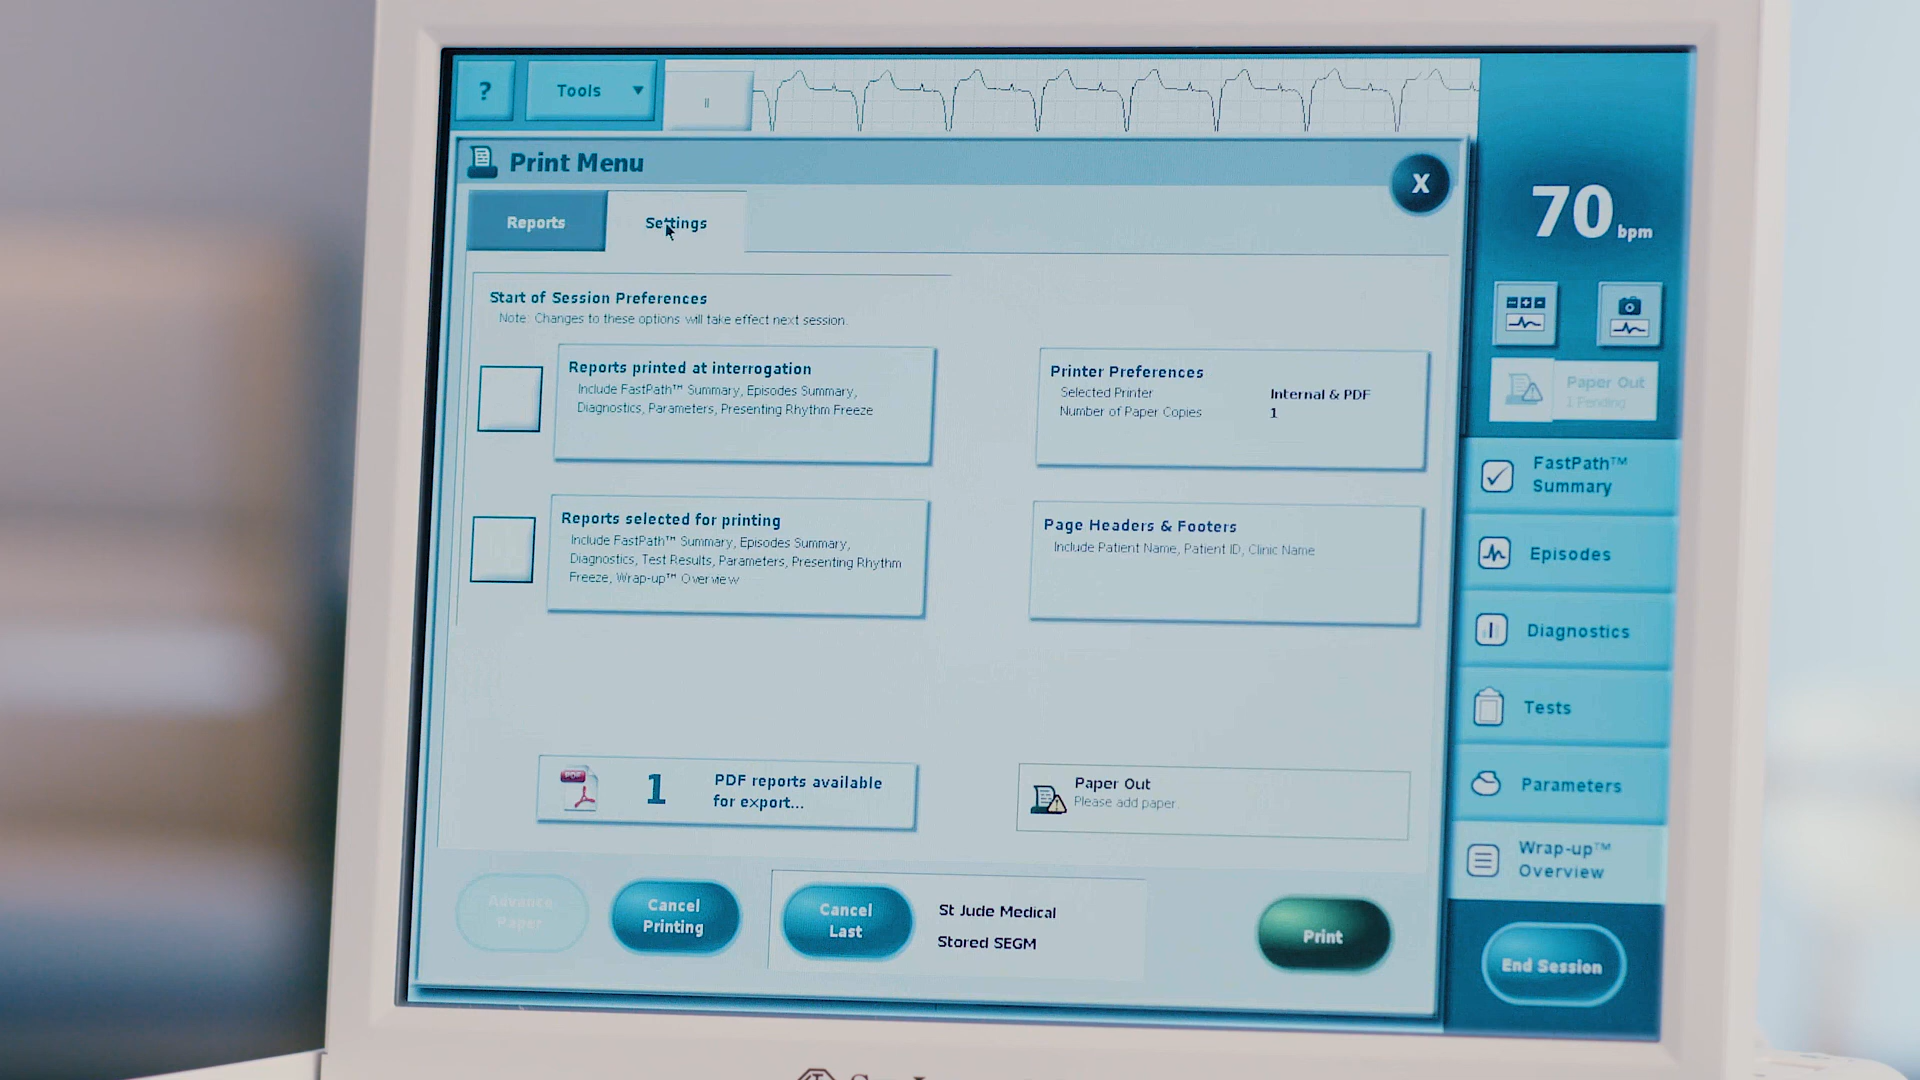 ?
Tools
II
Print Menu
X
Reports
Settings
70 bpm
Start of Session Preferences
Note: Changes to these options will take effect next session.
Reports printed at interrogation
Include FastPath™ Summary, Episodes Summary,
Diagnostics, Parameters, Presenting Rhythm Freeze
Printer Preferences
Selected Printer Internal & PDF
Number of Paper Copies 1
Reports selected for printing
Include FastPath™ Summary, Episodes Summary,
Diagnostics, Test Results, Parameters, Presenting Rhythm
Freeze, Wrap-up™ Overview
Page Headers & Footers
Include Patient Name, Patient ID, Clinic Name
PDF
1
PDF reports available
for export...
Paper Out
Please add paper.
Advance
Paper
Cancel
Printing
Cancel
Last
St Jude Medical
Stored SEGM
Print
Paper Out
1 Pending
FastPath™
Summary
Episodes
Diagnostics
Tests
Parameters
Wrap-up™
Overview
End Session